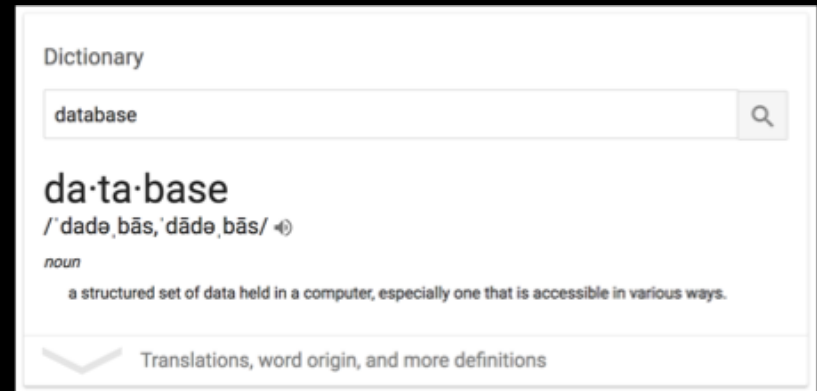 Dictionary
database
da·ta·base
/ˈdadəˌbās,ˈdādəˌbās/
noun
a structured set of data held in a computer, especially one that is accessible in various ways.
Translations, word origin, and more definitions